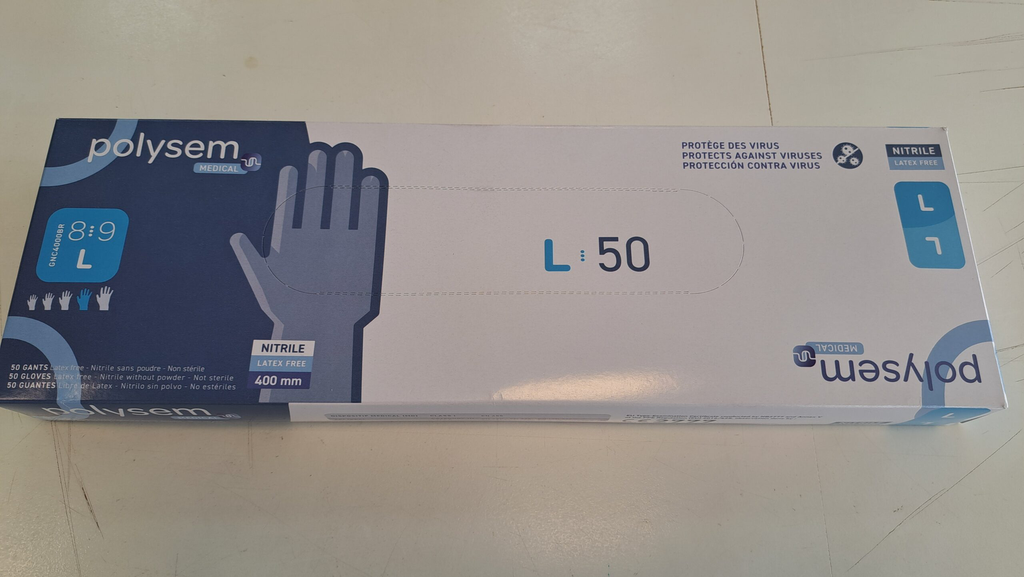 polysem
MEDICAL
GNC4000BR
8 9
L
50 GANTS Latex free - Nitrile sans poudre - Non stérile
50 GLOVES Latex free - Nitrile without powder - Not sterile
50 GUANTES Libre de Latex - Nitrilo sin polvo - No estériles
NITRILE
LATEX FREE
400 mm
L : 50
PROTÈGE DES VIRUS
PROTECTS AGAINST VIRUSES
PROTECCIÓN CONTRA VIRUS
NITRILE
LATEX FREE
L
L
polysem
MEDICAL
polysem
L